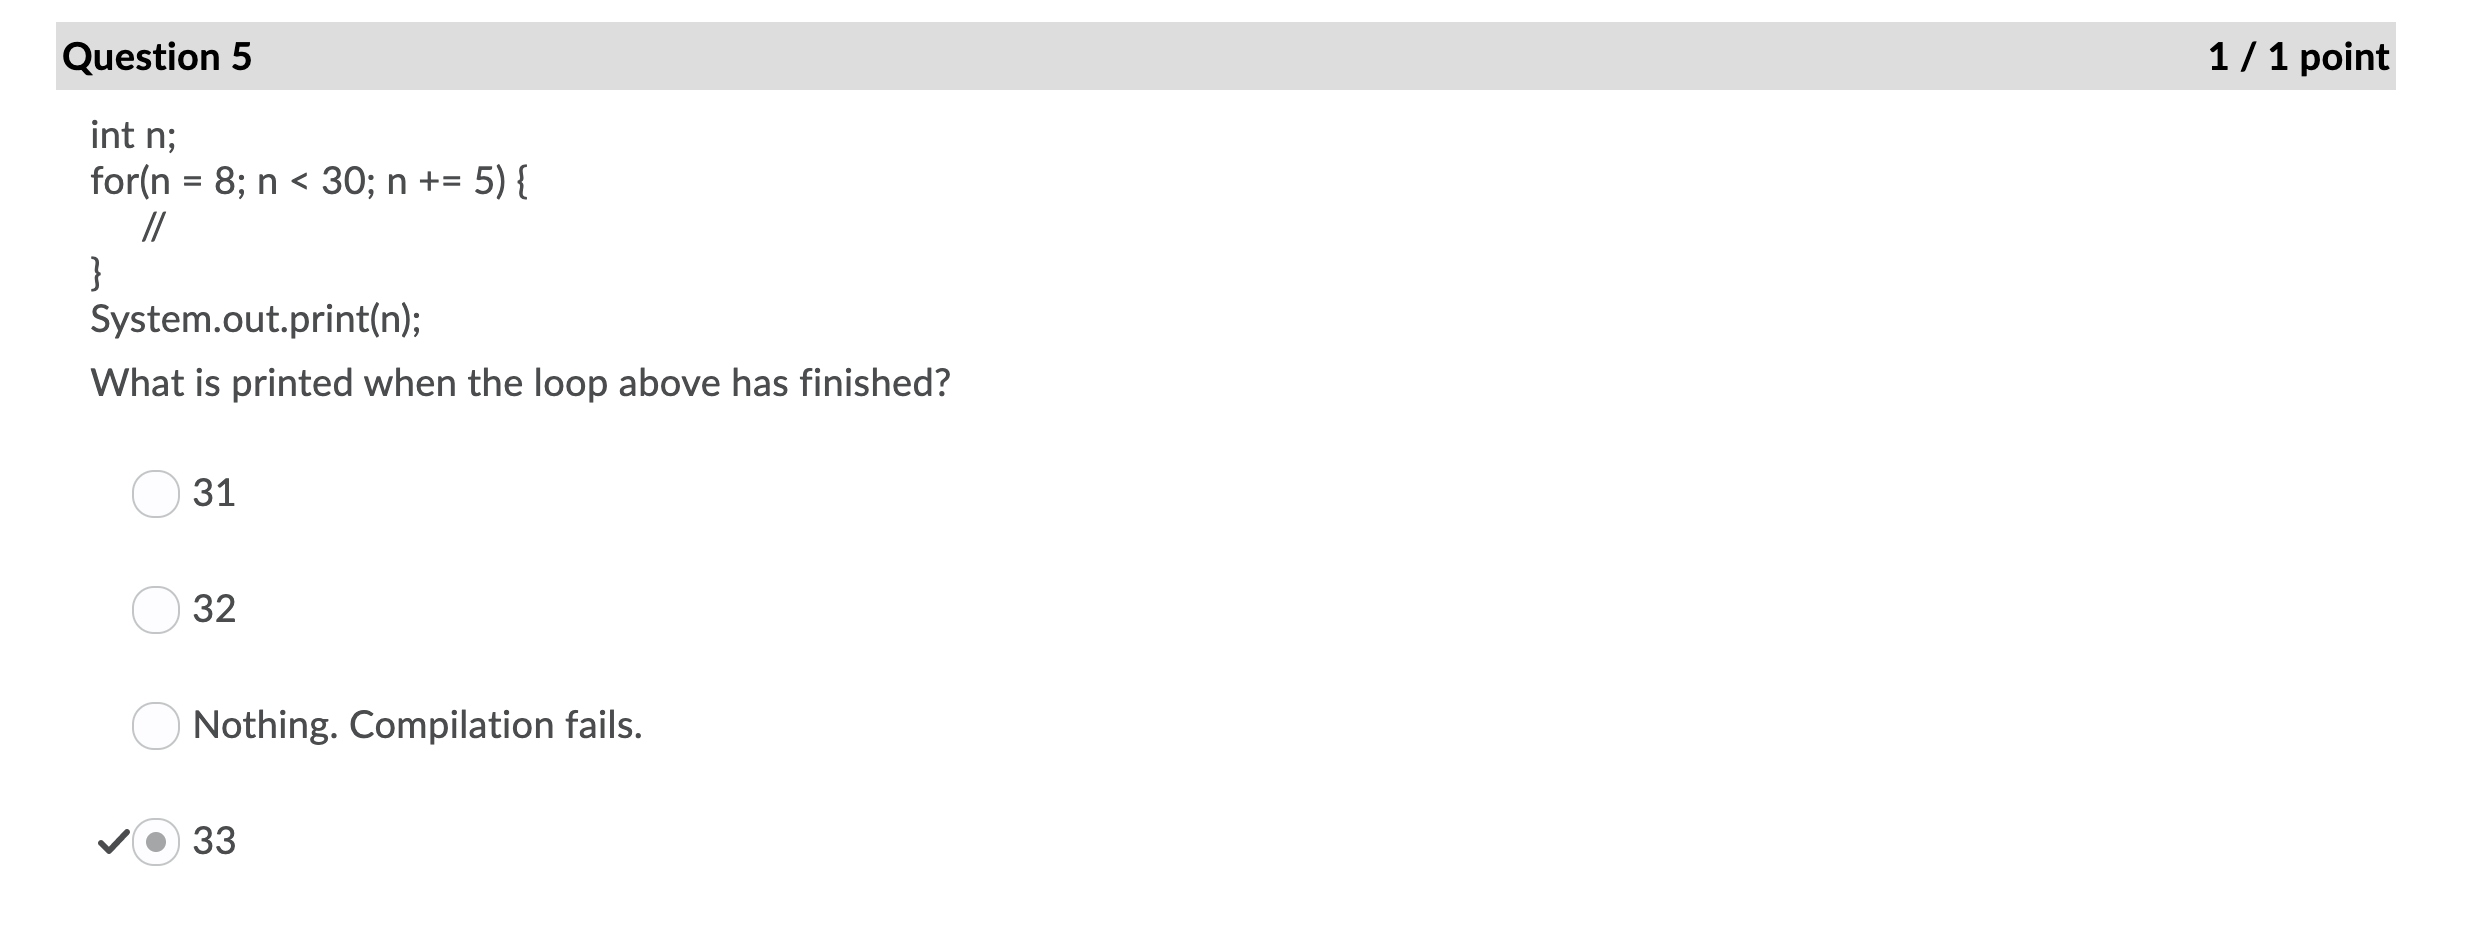 Question 5 1 / 1 point
int n;
for(n = 8; n < 30; n += 5) {
//
}
System.out.print(n);
What is printed when the loop above has finished?
31
32
Nothing. Compilation fails.
33